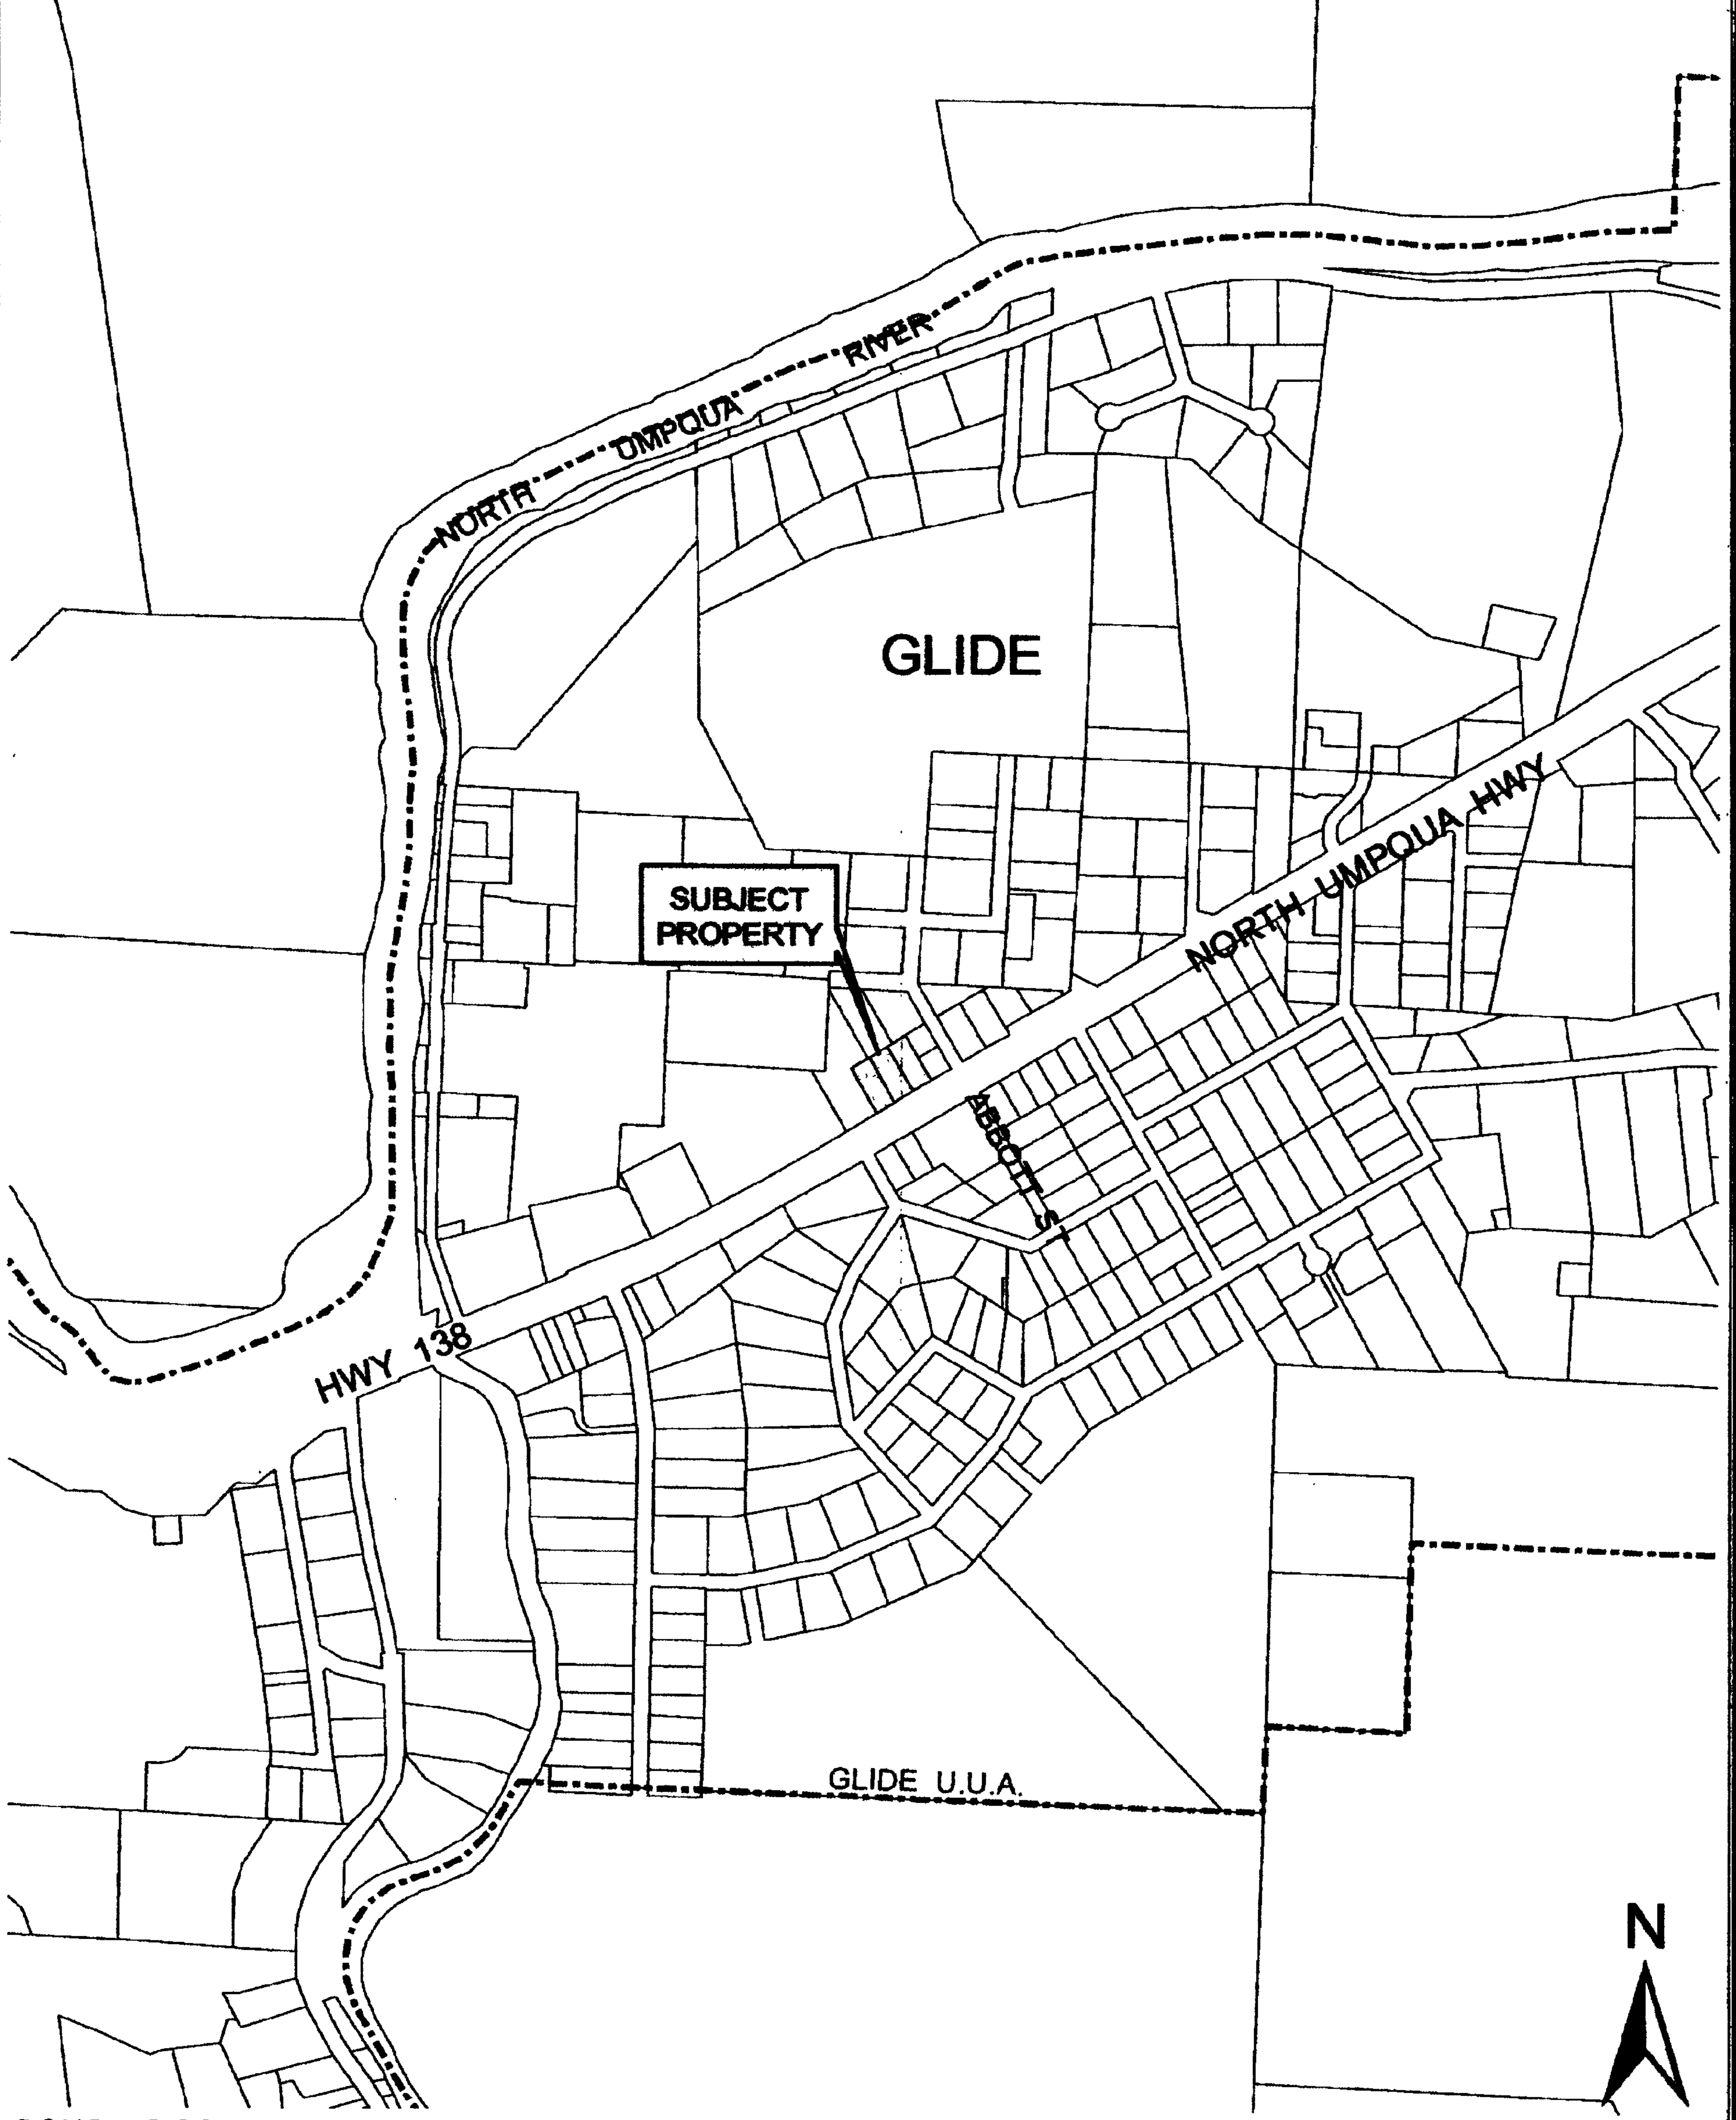 NORTH UMPQUA RIVER
GLIDE
SUBJECT
PROPERTY
NORTH UMPQUA HWY
ABBOTT ST
HWY 138
GLIDE U.U.A.
N